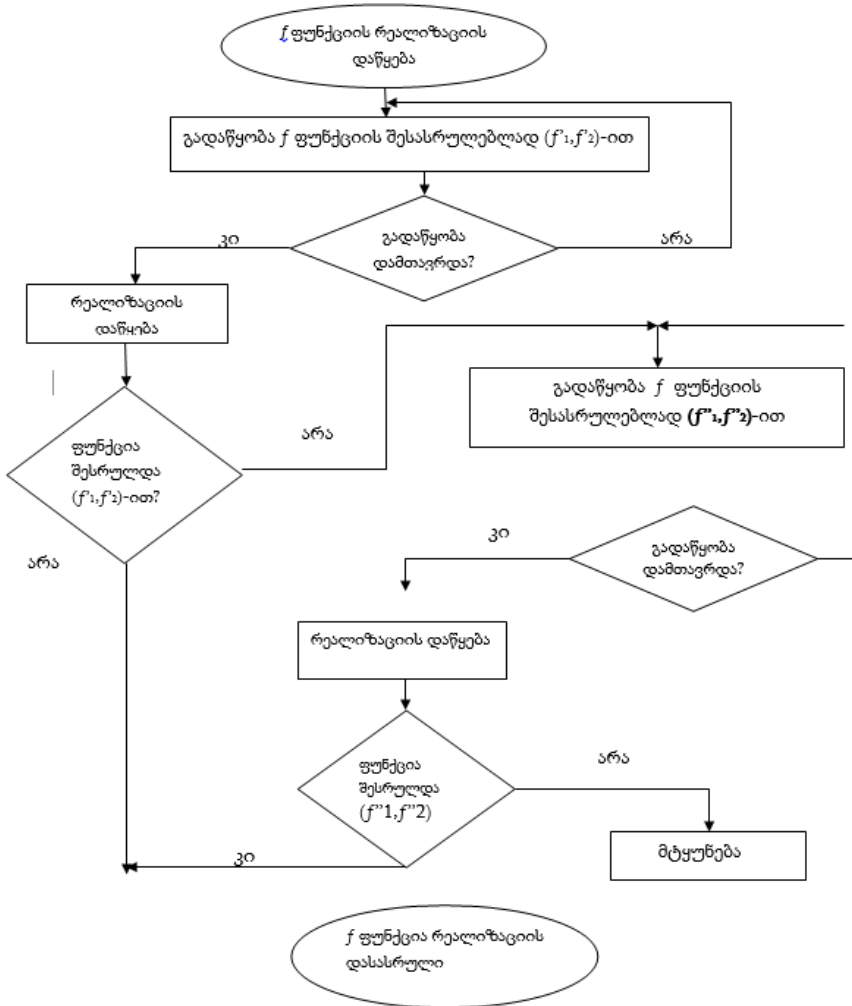 f ფუნქციის რეალიზაციის
დაწყება
გადაწყობა f ფუნქციის შესასრულებლად (f'₁,f'₂)-ით
გადაწყობა
დამთავრდა?
კი
არა
რეალიზაციის
დაწყება
გადაწყობა f ფუნქციის
შესასრულებლად (f”₁,f”₂)-ით
ფუნქცია
შესრულდა
(f'₁,f'₂)-ით?
არა
არა
გადაწყობა
დამთავრდა?
კი
რეალიზაციის დაწყება
ფუნქცია
შესრულდა
(f”1,f”2)
არა
კი
მტყუნება
f ფუნქცია რეალიზაციის
დასასრული